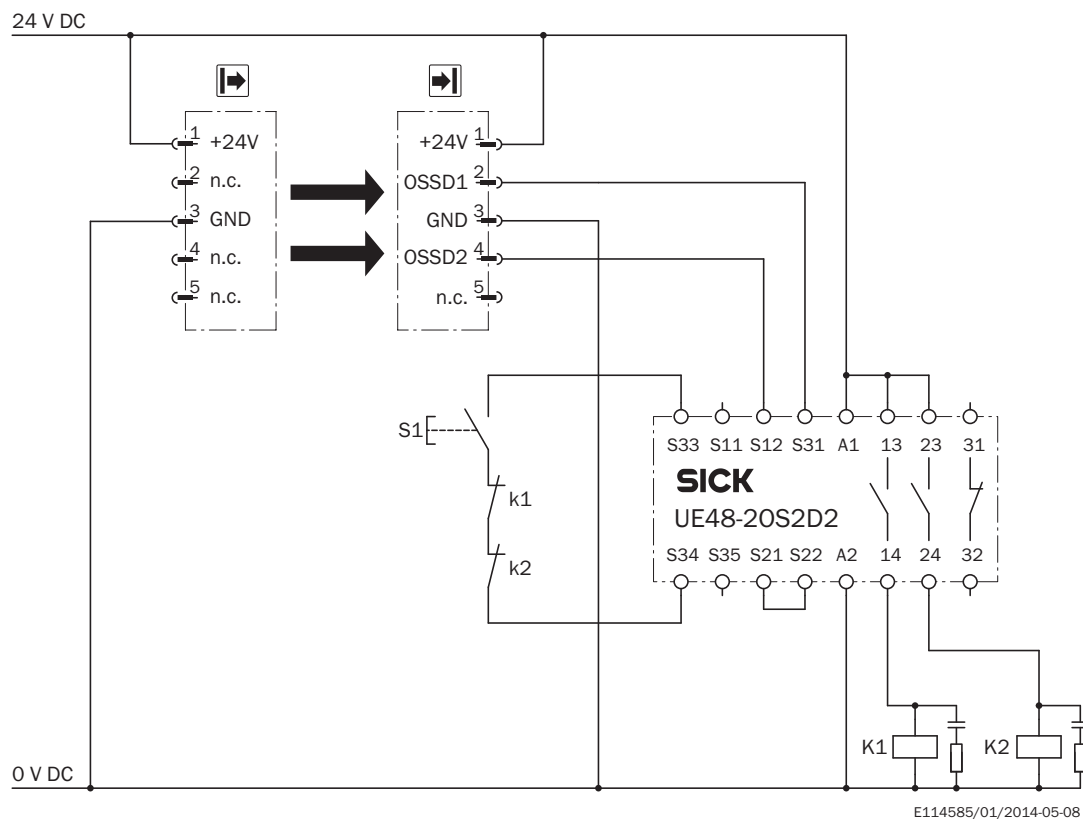 24 V DC
1 +24V
2 n.c.
3 GND
4 n.c.
5 n.c.
+24V 1
OSSD1 2
GND 3
OSSD2 4
n.c. 5
S1
k1
k2
S33 S11 S12 S31 A1 13 23 31
SICK
UE48-20S2D2
S34 S35 S21 S22 A2 14 24 32
K1 K2
0 V DC
E114585/01/2014-05-08